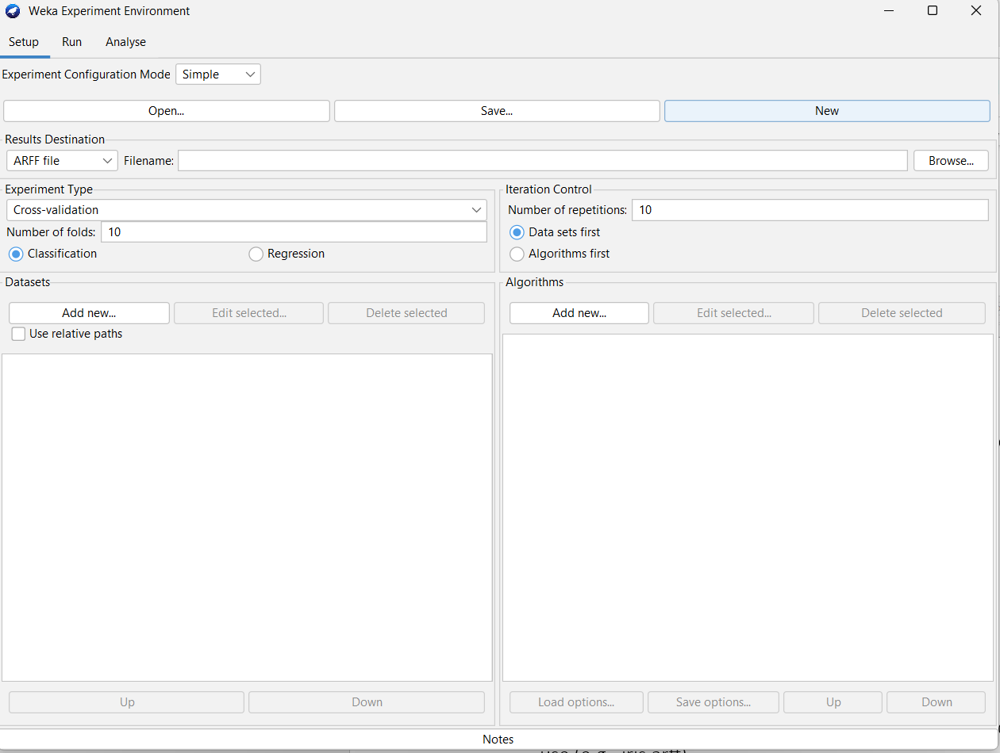 Weka Experiment Environment
Setup Run Analyse
Experiment Configuration Mode Simple
Open... Save... New
Results Destination
ARFF file Filename: Browse...
Experiment Type
Cross-validation
Number of folds: 10
Classification Regression
Iteration Control
Number of repetitions: 10
Data sets first
Algorithms first
Datasets
Add new... Edit selected... Delete selected
Use relative paths
Up Down
Algorithms
Add new... Edit selected... Delete selected
Load options... Save options... Up Down
Notes